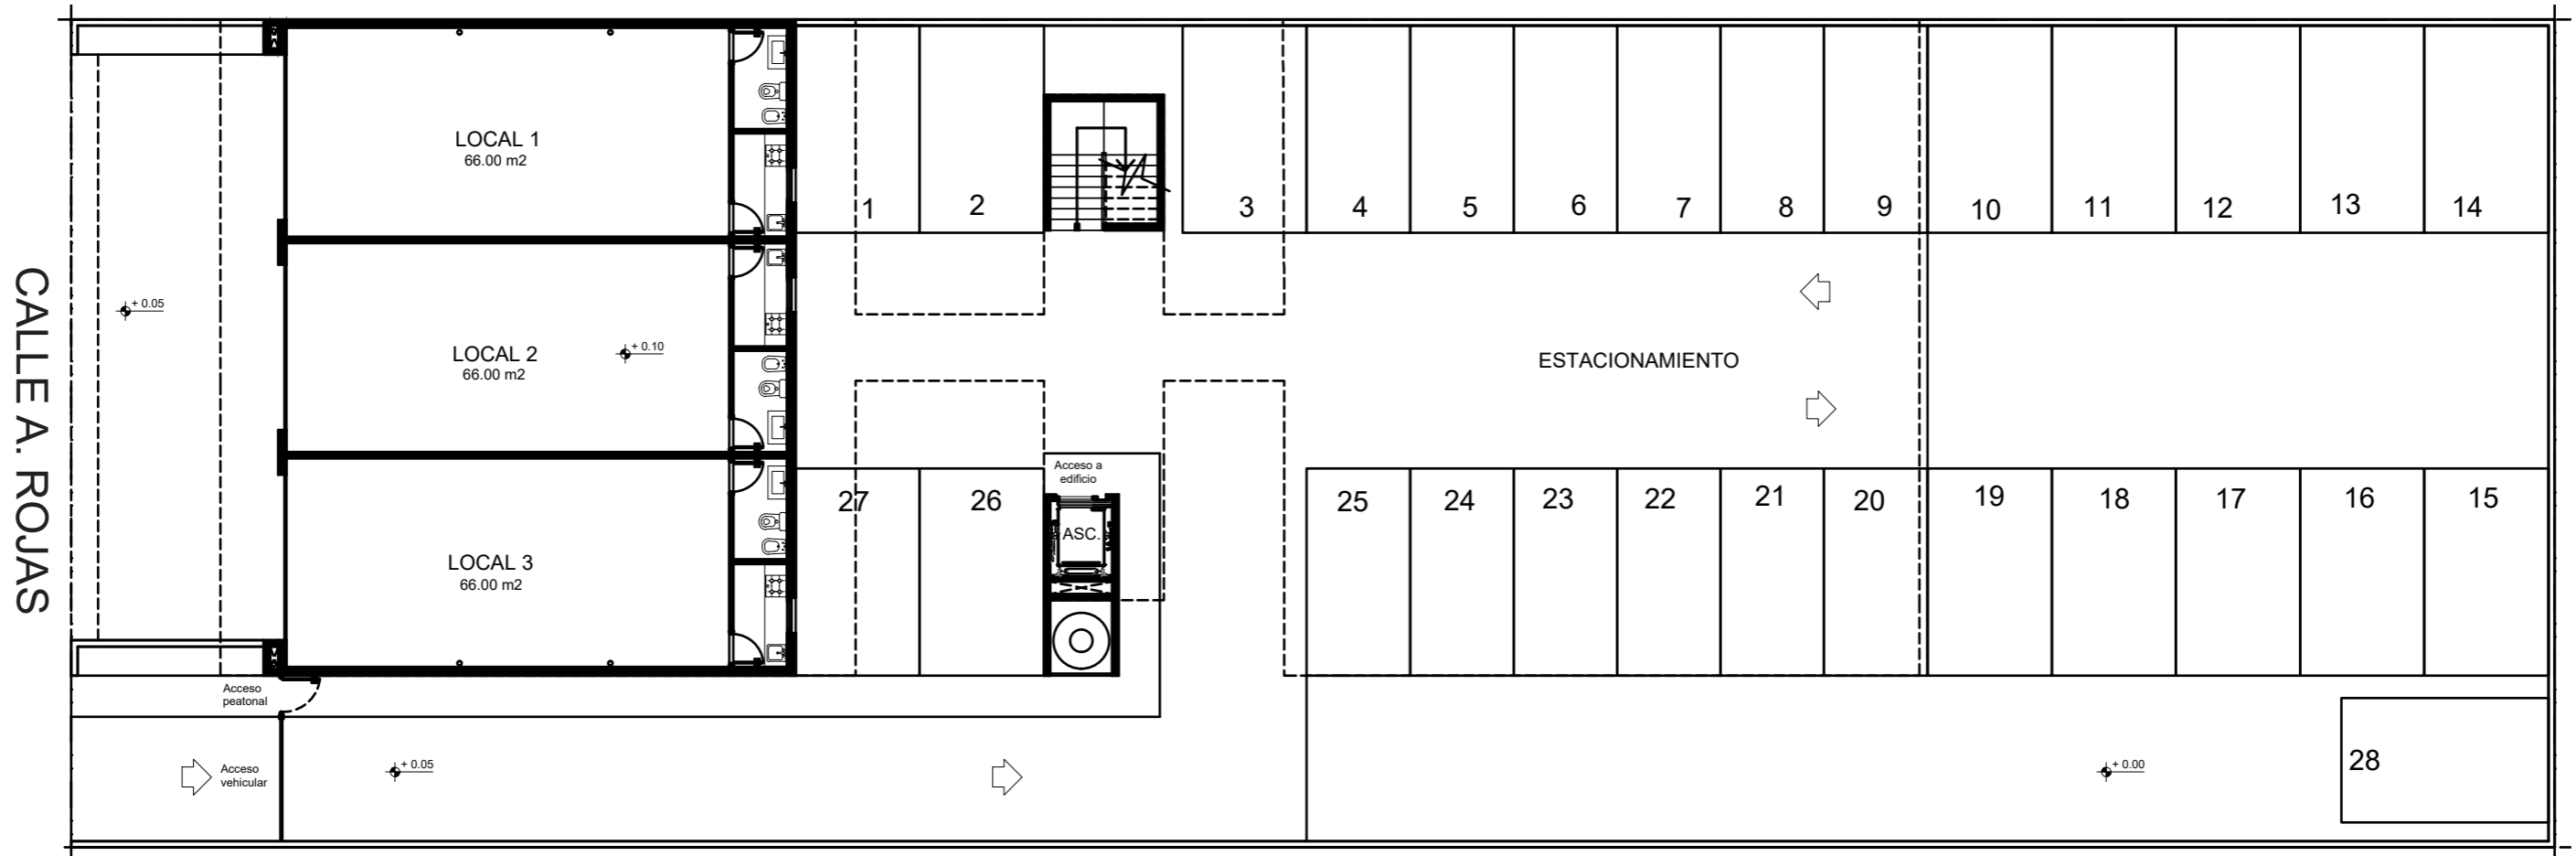 CALLE A. ROJAS
LOCAL 1
66.00 m2
LOCAL 2
66.00 m2
LOCAL 3
66.00 m2
+ 0.05
+ 0.10
1
2
3
4
5
6
7
8
9
10
11
12
13
14
ESTACIONAMIENTO
27
26
Acceso a
edificio
ASC.
25
24
23
22
21
20
19
18
17
16
15
Acceso
peatonal
Acceso
vehicular
+ 0.05
+ 0.00
28